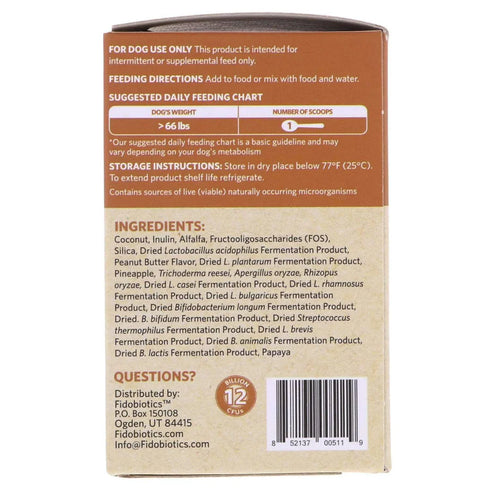 FOR DOG USE ONLY This product is intended for
intermittent or supplemental feed only.
FEEDING DIRECTIONS Add to food or mix with food and water.
SUGGESTED DAILY FEEDING CHART
DOG'S WEIGHT NUMBER OF SCOOPS
> 66 lbs 1
*Our suggested daily feeding chart is a basic guideline and may
vary depending on your dog's metabolism
STORAGE INSTRUCTIONS: Store in dry place below 77°F (25°C).
To extend product shelf life refrigerate.
Contains sources of live (viable) naturally occurring microorganisms
INGREDIENTS:
Coconut, Inulin, Alfalfa, Fructooligosaccharides (FOS),
Silica, Dried Lactobacillus acidophilus Fermentation Product,
Peanut Butter Flavor, Dried L. plantarum Fermentation Product,
Pineapple, Trichoderma reesei, Apergillus oryzae, Rhizopus
oryzae, Dried L. casei Fermentation Product, Dried L. rhamnosus
Fermentation Product, Dried L. bulgaricus Fermentation
Product, Dried Bifidobacterium longum Fermentation Product,
Dried B. bifidum Fermentation Product, Dried Streptococcus
thermophilus Fermentation Product, Dried L. brevis
Fermentation Product, Dried B. animalis Fermentation Product,
Dried B. lactis Fermentation Product, Papaya
QUESTIONS?
Distributed by:
Fidobiotics™
P.O. Box 150108
Ogden, UT 84415
Fidobiotics.com
Info@Fidobiotics.com
BILLION
12
CFUs
8 52137 00511 9